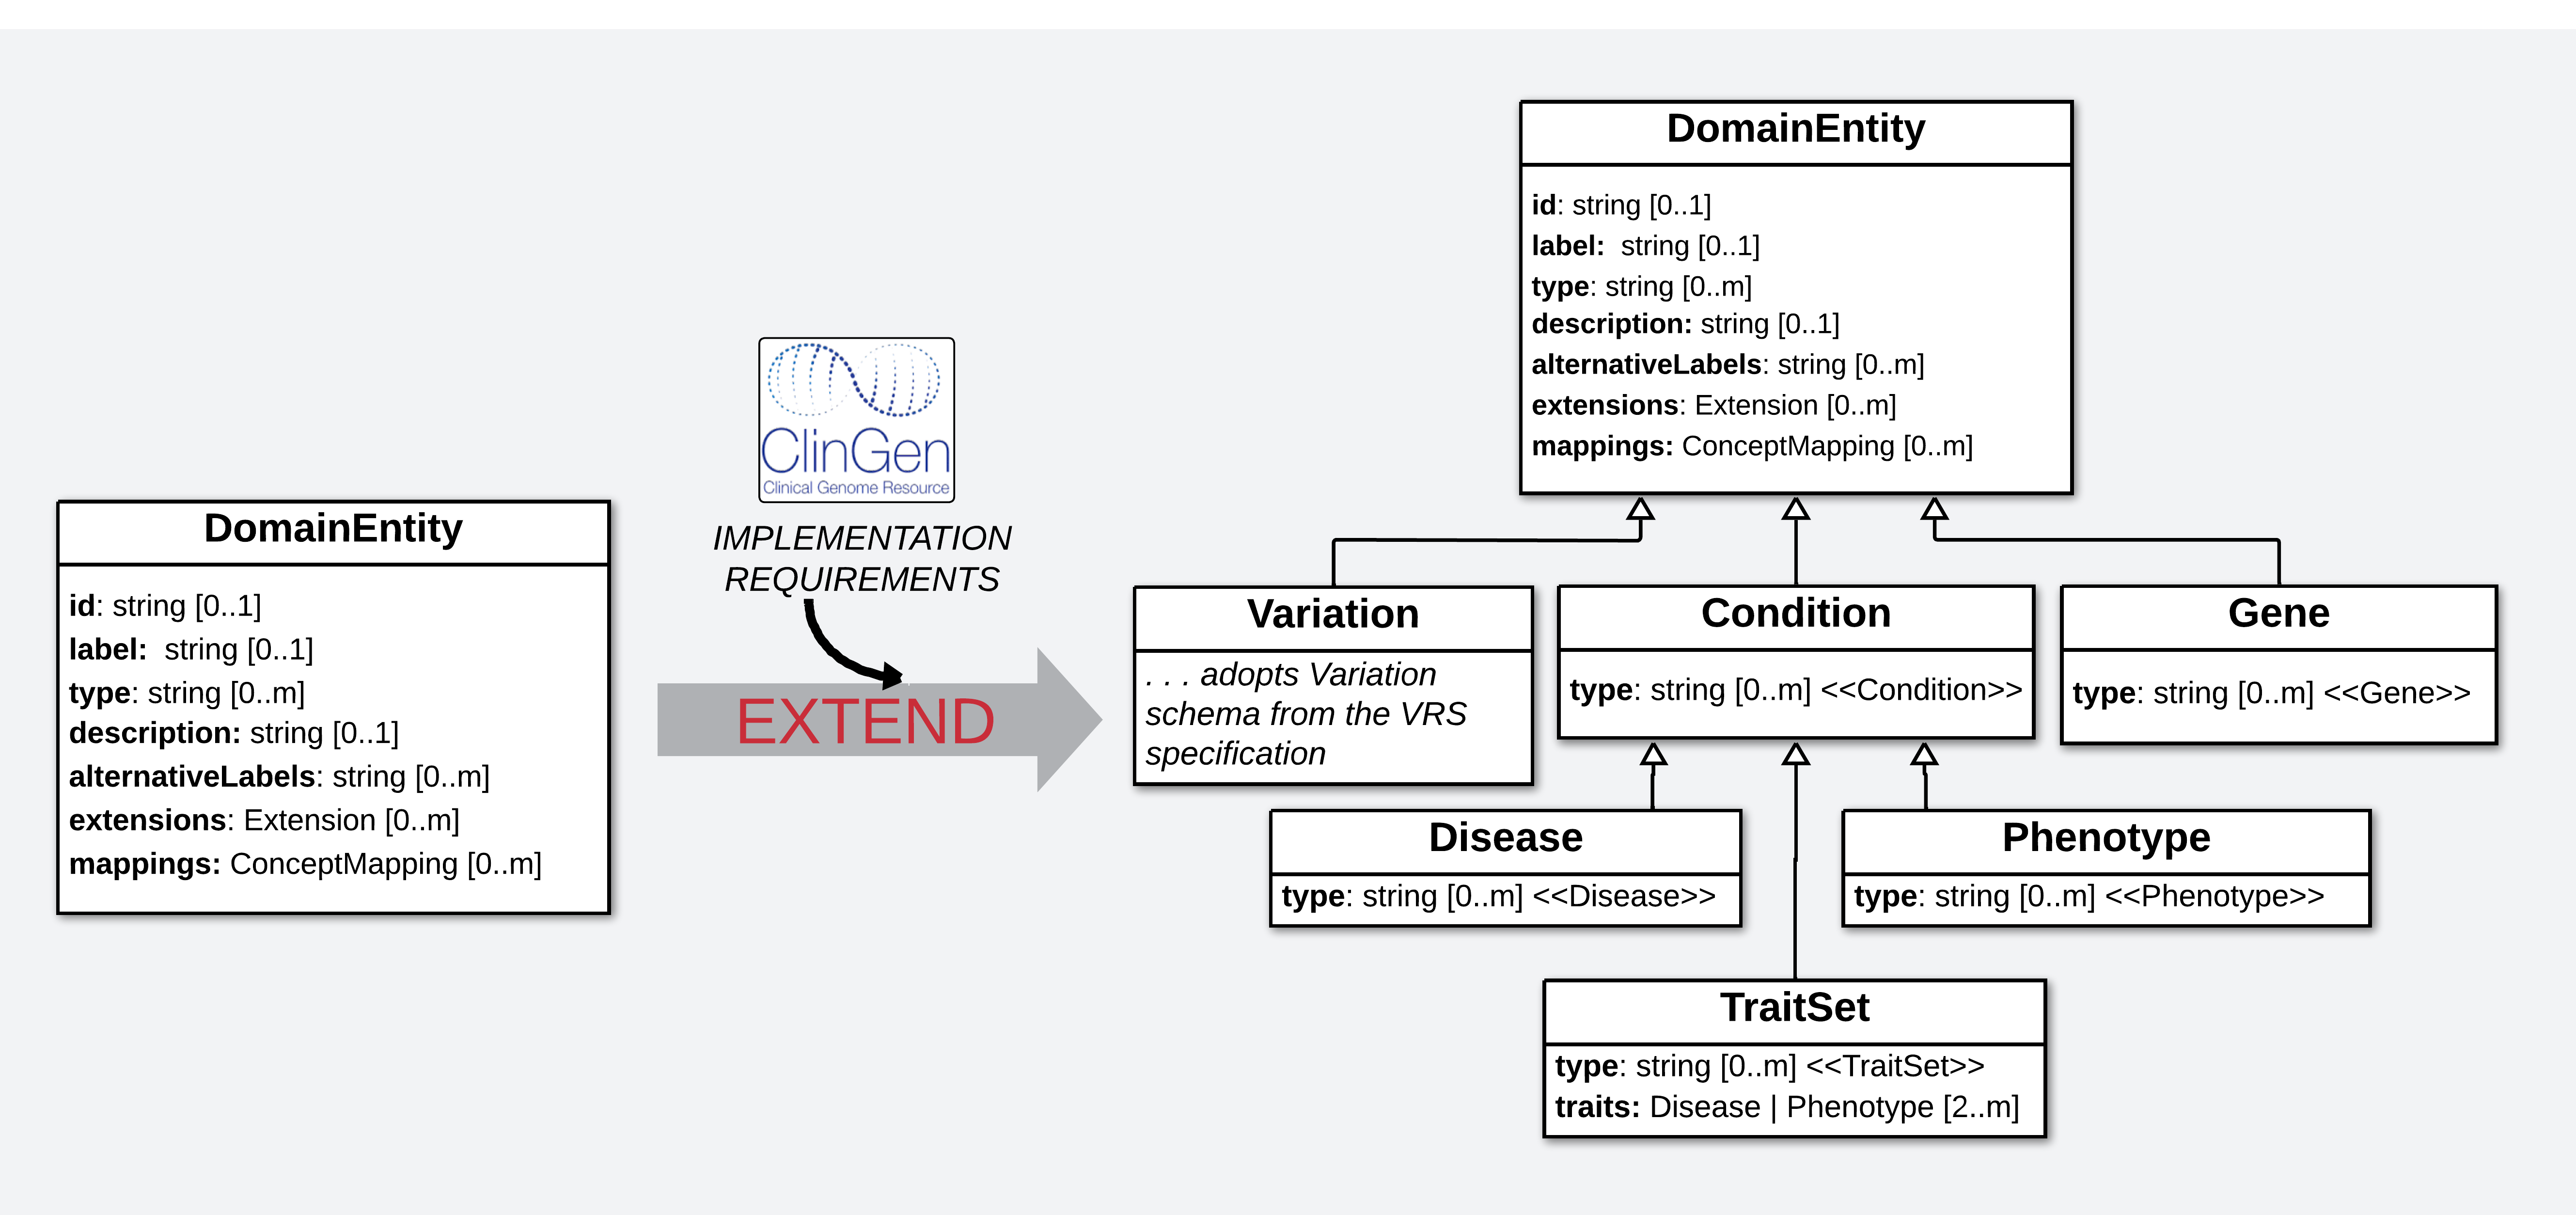 DomainEntity
id: string [0..1]
label:  string [0..1]
type: string [0..m]
description: string [0..1]
alternativeLabels: string [0..m]
extensions: Extension [0..m]
mappings: ConceptMapping [0..m]
ClinGen
Clinical Genome Resource
IMPLEMENTATION
REQUIREMENTS
EXTEND
DomainEntity
id: string [0..1]
label:  string [0..1]
type: string [0..m]
description: string [0..1]
alternativeLabels: string [0..m]
extensions: Extension [0..m]
mappings: ConceptMapping [0..m]
Variation
. . . adopts Variation
schema from the VRS
specification
Condition
type: string [0..m] <<Condition>>
Gene
type: string [0..m] <<Gene>>
Disease
type: string [0..m] <<Disease>>
Phenotype
type: string [0..m] <<Phenotype>>
TraitSet
type: string [0..m] <<TraitSet>>
traits: Disease | Phenotype [2..m]